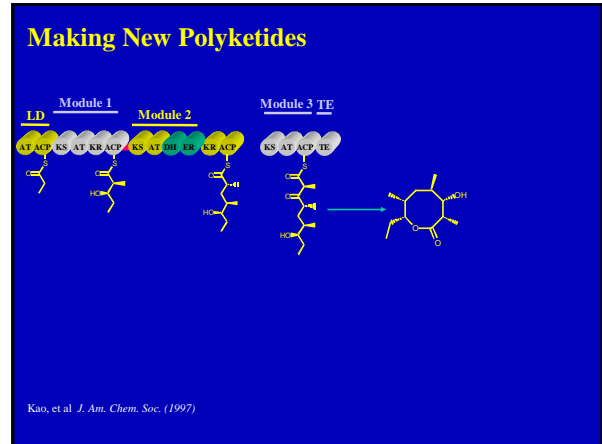 Making New Polyketides
LD Module 1 Module 2 Module 3 TE
AT ACP KS AT KR ACP KS AT DH ER KR ACP KS AT ACP TE
S S S S
O O O O
HO O OH
HO O
HO O
Kao, et al J. Am. Chem. Soc. (1997)